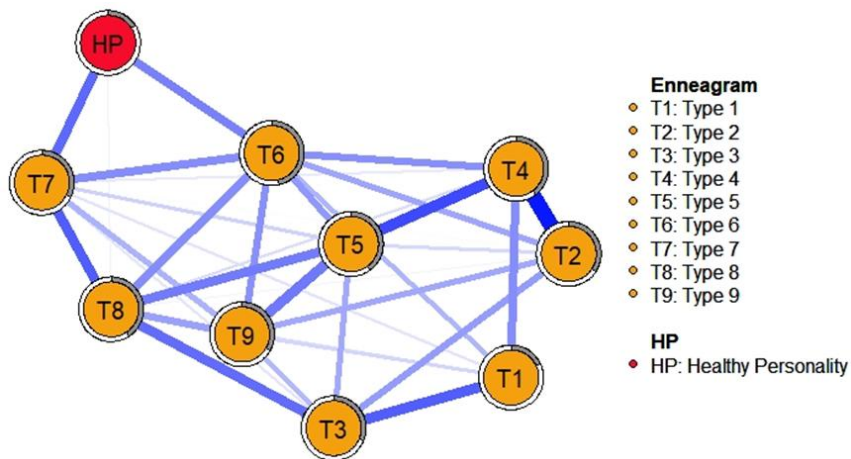 HP
T6
T4
T7
T5
T2
T8
T9
T1
T3
Enneagram
T1: Type 1
T2: Type 2
T3: Type 3
T4: Type 4
T5: Type 5
T6: Type 6
T7: Type 7
T8: Type 8
T9: Type 9
HP
HP: Healthy Personality